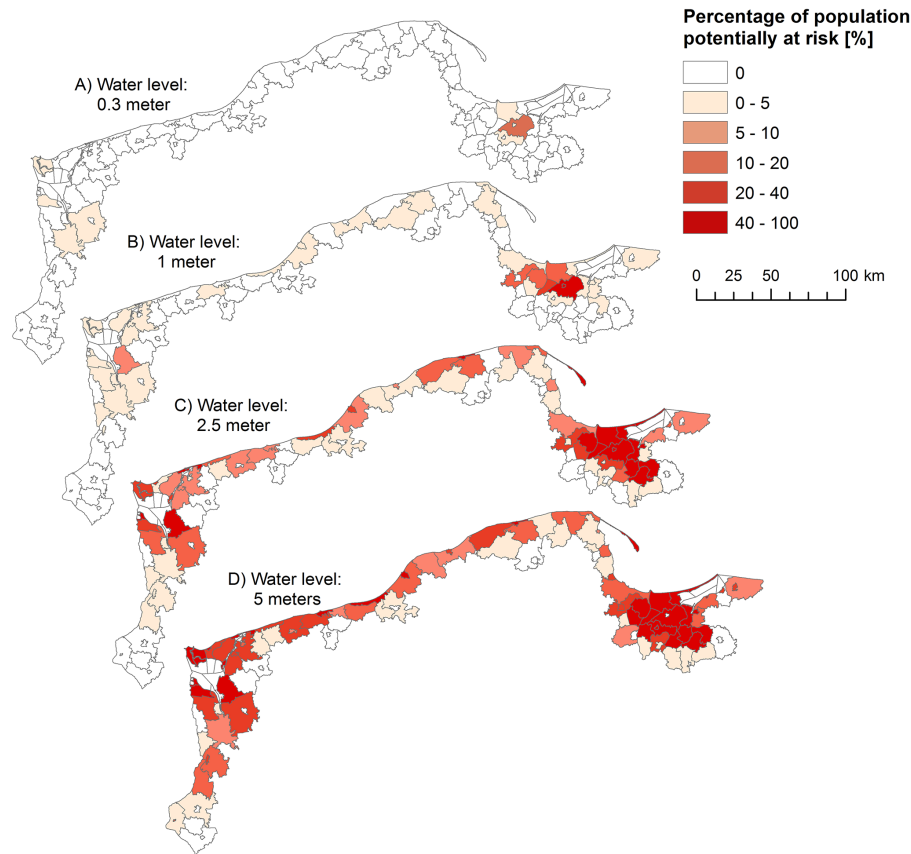 Percentage of population
potentially at risk [%]
0
0 - 5
5 - 10
10 - 20
20 - 40
40 - 100
0 25 50 100 km
A) Water level:
0.3 meter
B) Water level:
1 meter
C) Water level:
2.5 meter
D) Water level:
5 meters